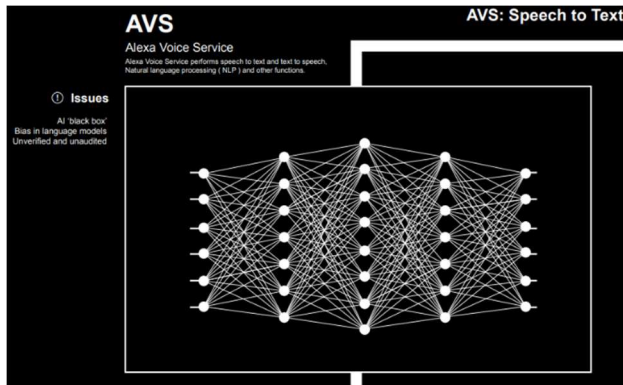 AVS
AVS: Speech to Text
Alexa Voice Service
Alexa Voice Service performs speech to text and text to speech,
Natural language processing ( NLP ) and other functions.
! Issues
AI ‘black box’
Bias in language models
Unverified and unaudited